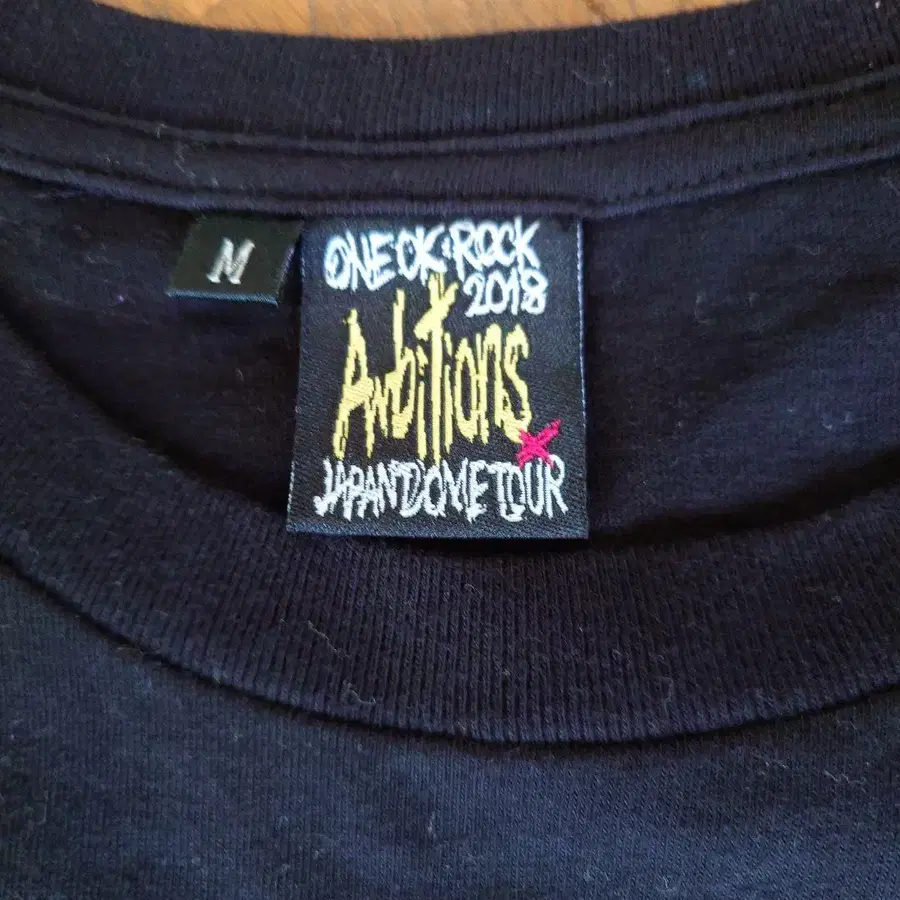 M
ONE OK ROCK
2018
Ambitions
JAPAN DOME TOUR